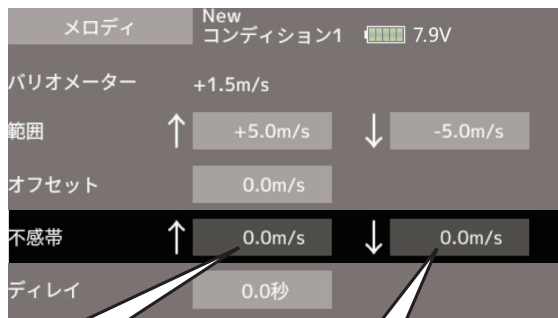 メロディ
New
コンディション1 7.9V
バリオメーター +1.5m/s
範囲 ↑ +5.0m/s ↓ -5.0m/s
オフセット 0.0m/s
不感帯 ↑ 0.0m/s ↓ 0.0m/s
ディレイ 0.0秒